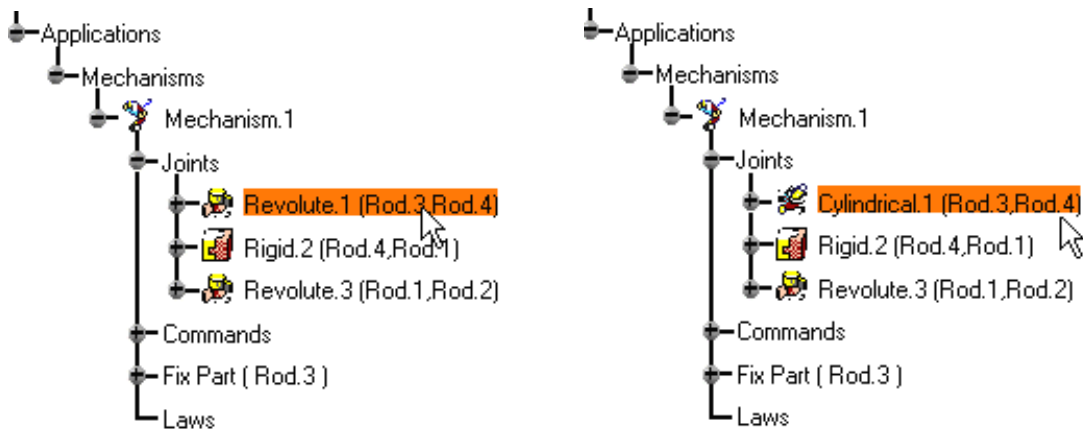 Applications
Mechanisms
Mechanism.1
Joints
Revolute.1 (Rod.3,Rod.4)
Rigid.2 (Rod.4,Rod.1)
Revolute.3 (Rod.1,Rod.2)
Commands
Fix Part ( Rod.3 )
Laws
Applications
Mechanisms
Mechanism.1
Joints
Cylindrical.1 (Rod.3,Rod.4)
Rigid.2 (Rod.4,Rod.1)
Revolute.3 (Rod.1,Rod.2)
Commands
Fix Part ( Rod.3 )
Laws